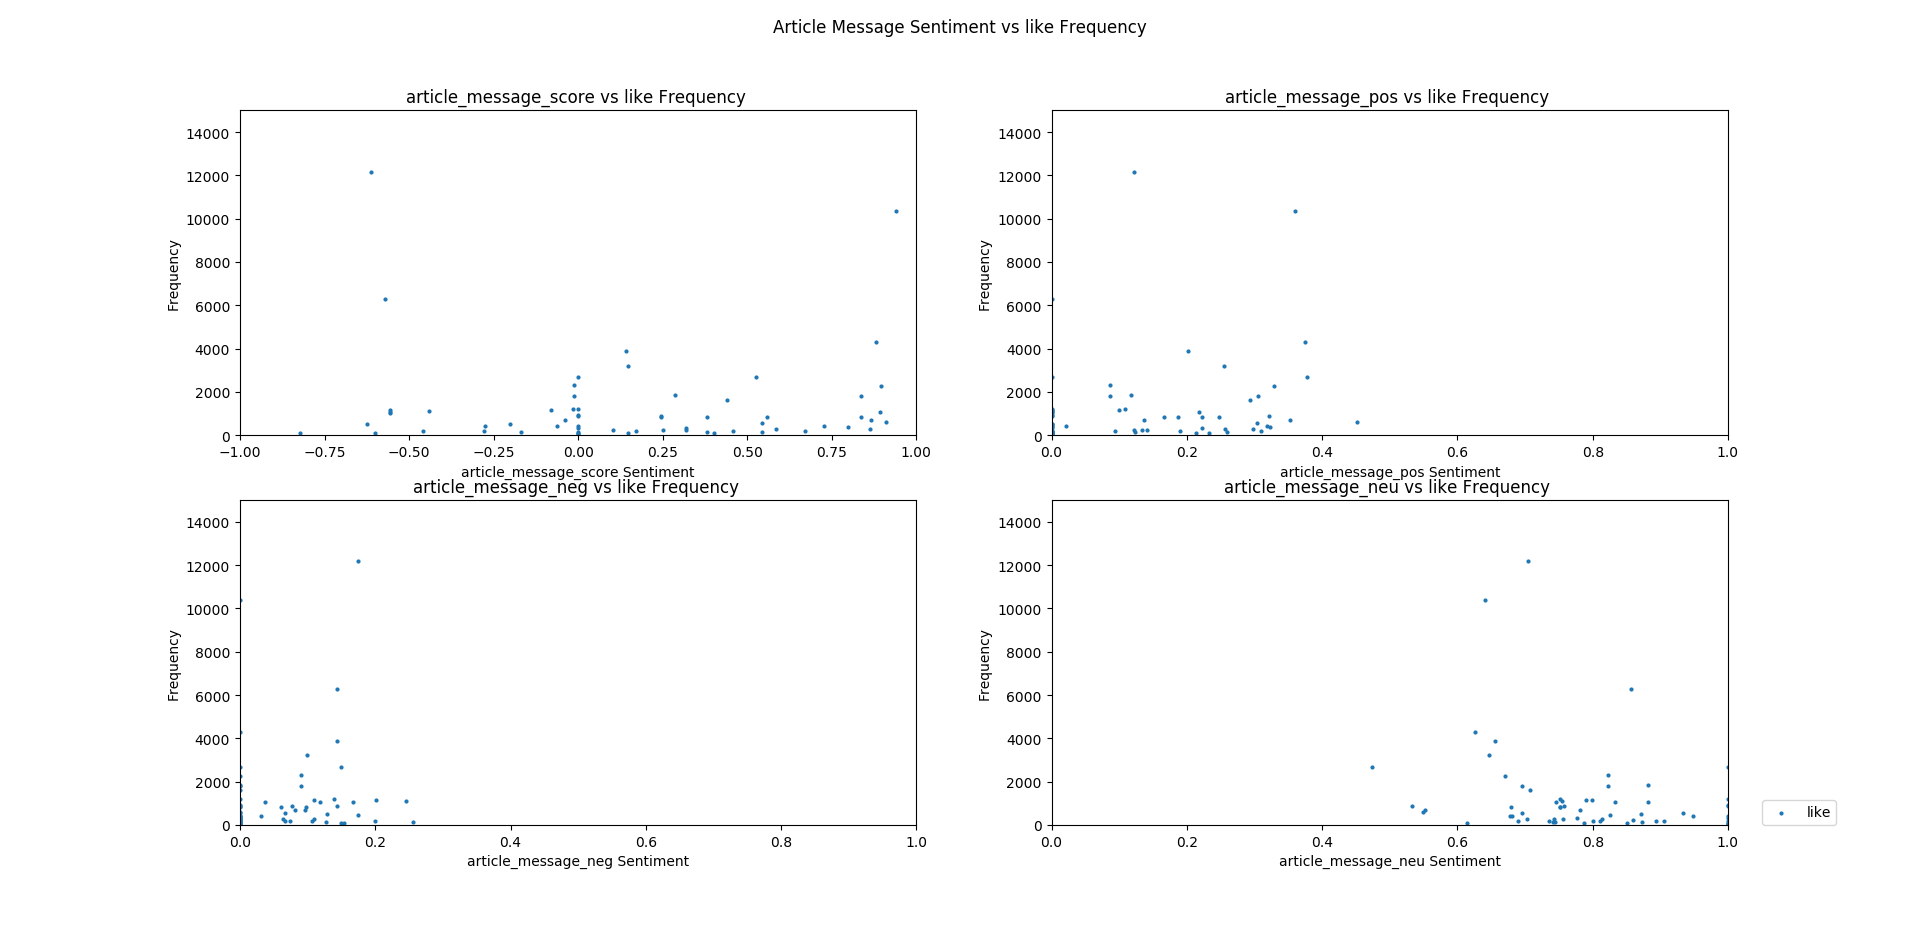 Article Message Sentiment vs like Frequency
article_message_score vs like Frequency
14000
12000
10000
8000
6000
4000
2000
0
Frequency
−1.00 −0.75 −0.50 −0.25 0.00 0.25 0.50 0.75 1.00
article_message_score Sentiment
article_message_pos vs like Frequency
14000
12000
10000
8000
6000
4000
2000
0
Frequency
0.0 0.2 0.4 0.6 0.8 1.0
article_message_pos Sentiment
article_message_neg vs like Frequency
14000
12000
10000
8000
6000
4000
2000
0
Frequency
0.0 0.2 0.4 0.6 0.8 1.0
article_message_neg Sentiment
article_message_neu vs like Frequency
14000
12000
10000
8000
6000
4000
2000
0
Frequency
0.0 0.2 0.4 0.6 0.8 1.0
article_message_neu Sentiment
like